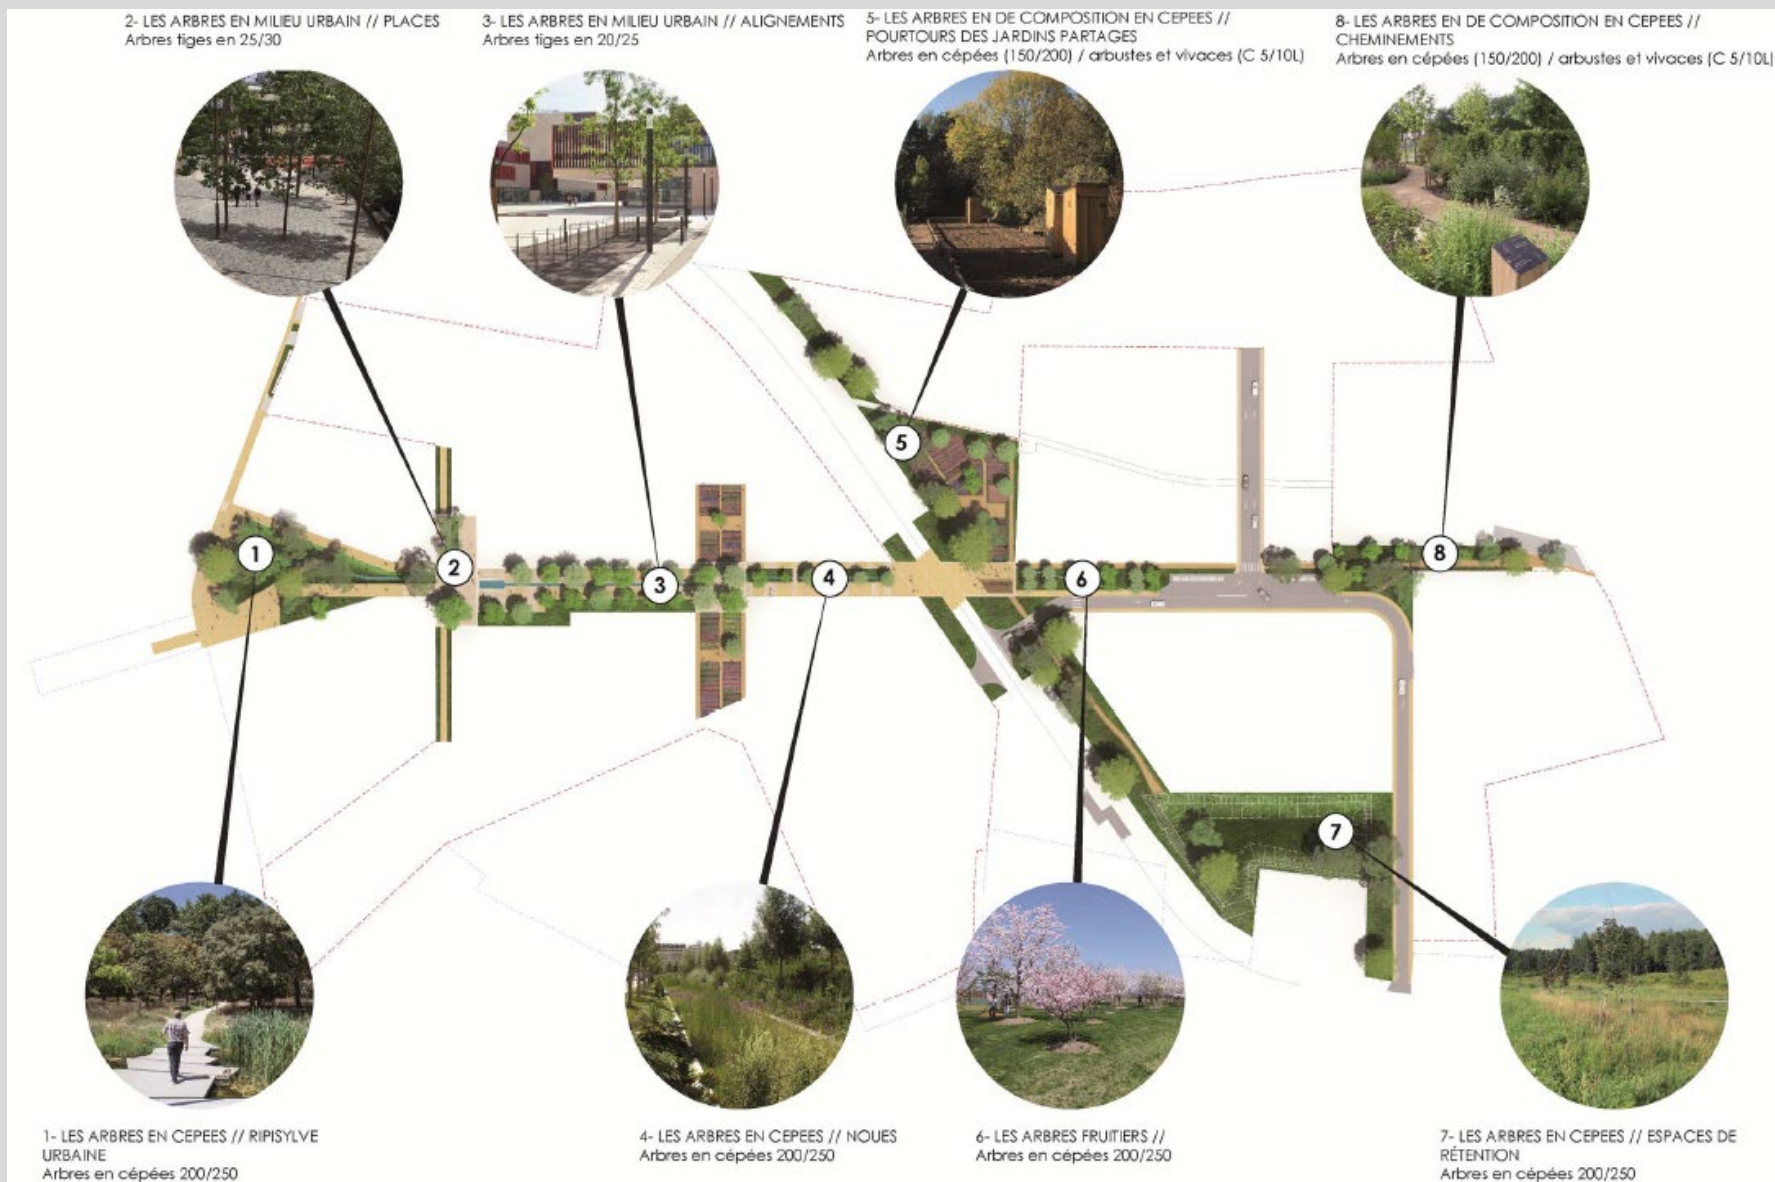 2- LES ARBRES EN MILIEU URBAIN // PLACES
Arbres tiges en 25/30
3- LES ARBRES EN MILIEU URBAIN // ALIGNEMENTS
Arbres tiges en 20/25
5- LES ARBRES EN DE COMPOSITION EN CEPEES //
POURTOURS DES JARDINS PARTAGES
Arbres en cépées (150/200) / arbustes et vivaces (C 5/10L)
8- LES ARBRES EN DE COMPOSITION EN CEPEES //
CHEMINEMENTS
Arbres en cépées (150/200) / arbustes et vivaces (C 5/10L)
5
1
2
3
4
6
8
7
1- LES ARBRES EN CEPEES // RIPISYLVE
URBAINE
Arbres en cépées 200/250
4- LES ARBRES EN CEPEES // NOUES
Arbres en cépées 200/250
6- LES ARBRES FRUITIERS //
Arbres en cépées 200/250
7- LES ARBRES EN CEPEES // ESPACES DE
RÉTENTION
Arbres en cépées 200/250